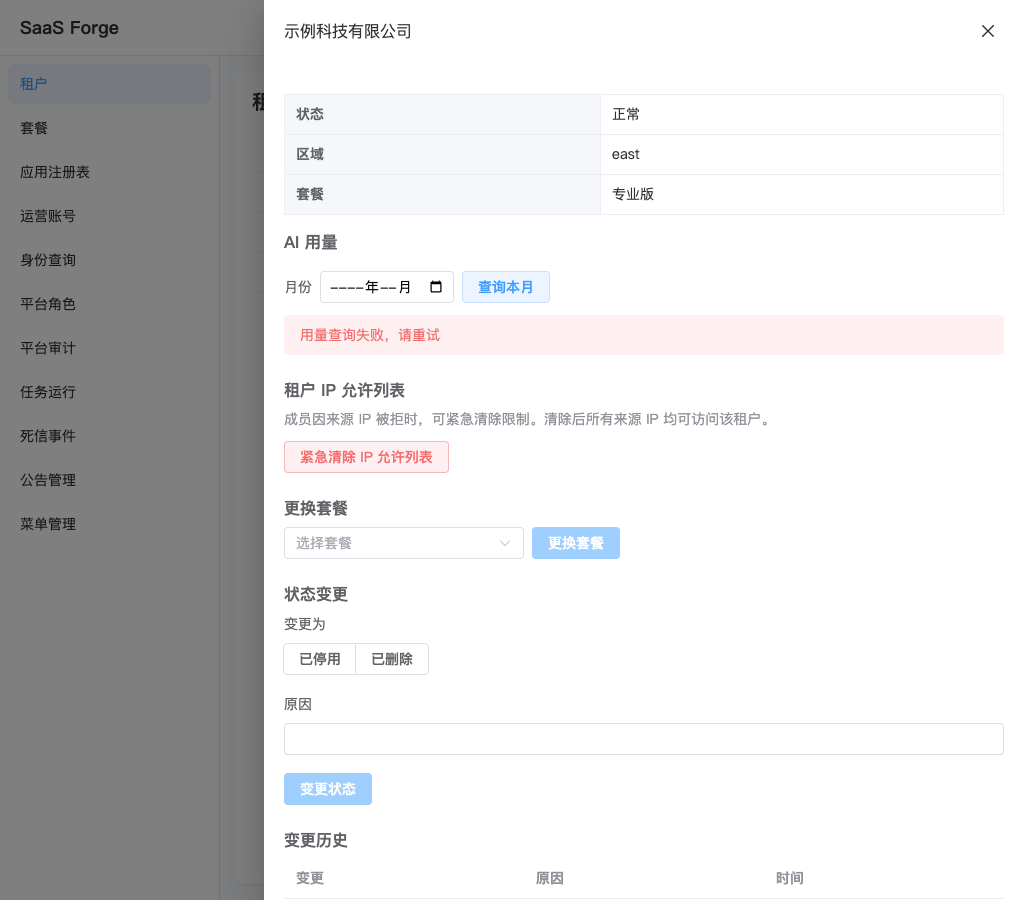 SaaS Forge
示例科技有限公司
租户
套餐
应用注册表
运营账号
身份查询
平台角色
平台审计
任务运行
死信事件
公告管理
菜单管理
租
状态 正常
区域 east
套餐 专业版
AI 用量
月份 ----年--月 查询本月
用量查询失败，请重试
租户 IP 允许列表
成员因来源 IP 被拒时，可紧急清除限制。清除后所有来源 IP 均可访问该租户。
紧急清除 IP 允许列表
更换套餐
选择套餐 更换套餐
状态变更
变更为
已停用 已删除
原因
变更状态
变更历史
变更 原因 时间